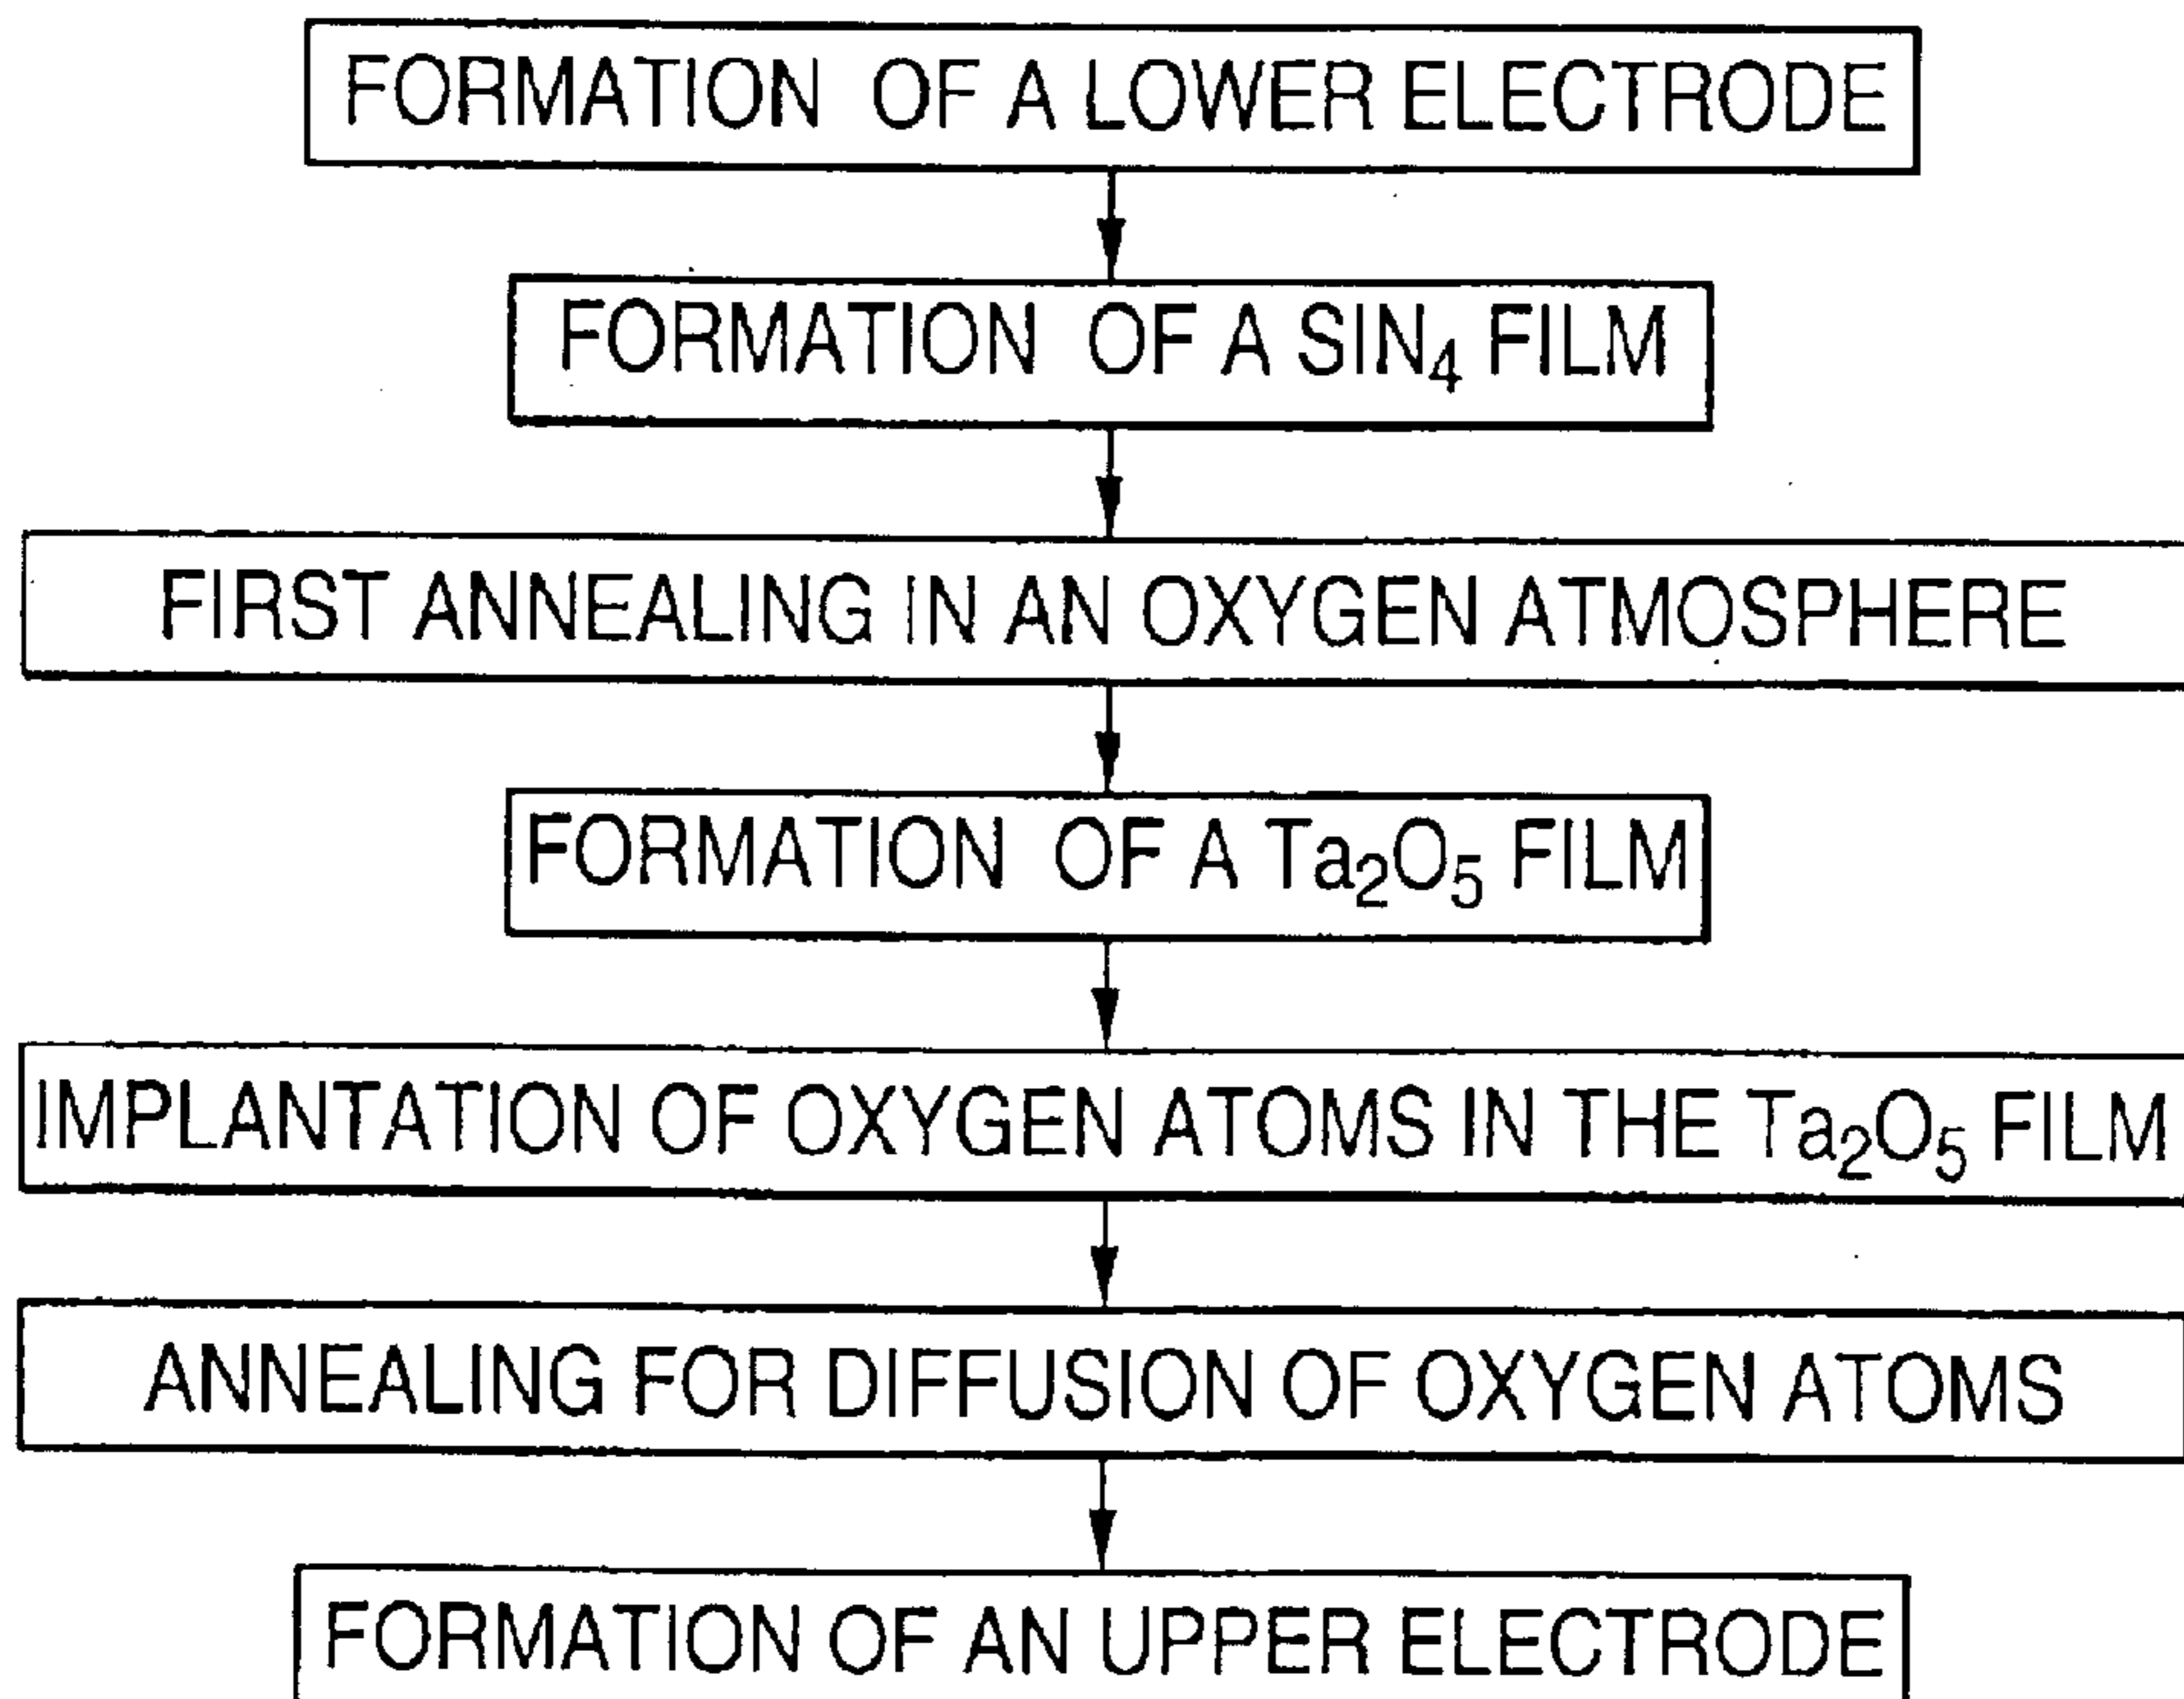 FORMATION OF A LOWER ELECTRODE
FORMATION OF A SIN₄ FILM
FIRST ANNEALING IN AN OXYGEN ATMOSPHERE
FORMATION OF A Ta₂O₅ FILM
IMPLANTATION OF OXYGEN ATOMS IN THE Ta₂O₅ FILM
ANNEALING FOR DIFFUSION OF OXYGEN ATOMS
FORMATION OF AN UPPER ELECTRODE